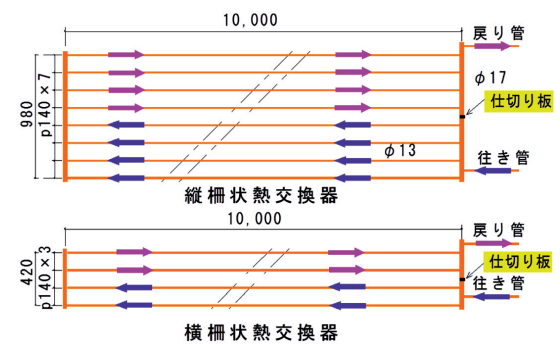 10,000
戻り管
980
p140×7
φ17
仕切り板
φ13
往き管
縦柵状熱交換器
10,000
戻り管
420
p140×3
仕切り板
往き管
横柵状熱交換器